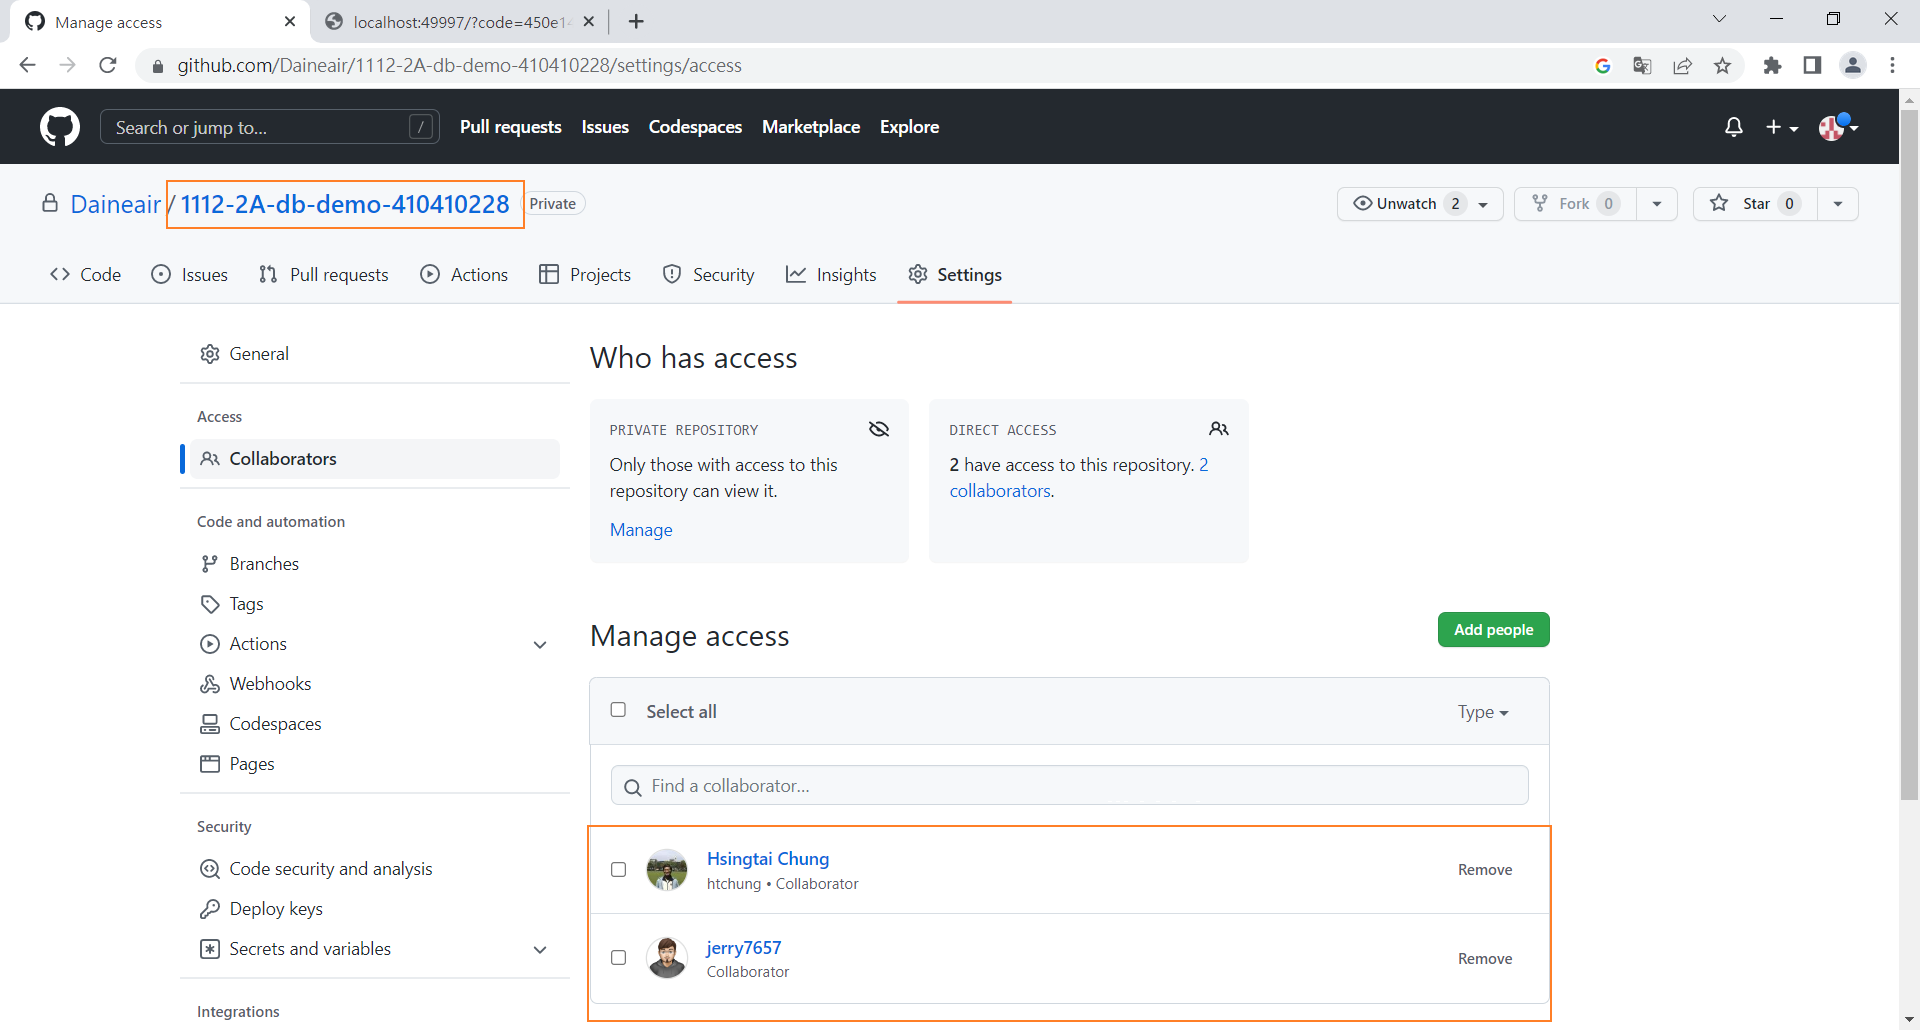 Manage access
localhost:49997/?code=450e1
github.com/Daineair/1112-2A-db-demo-410410228/settings/access
Search or jump to... /
Pull requests Issues Codespaces Marketplace Explore
Daineair / 1112-2A-db-demo-410410228 Private
Unwatch 2 Fork 0 Star 0
Code Issues Pull requests Actions Projects Security Insights Settings
General
Access
Collaborators
Code and automation
Branches
Tags
Actions
Webhooks
Codespaces
Pages
Security
Code security and analysis
Deploy keys
Secrets and variables
Integrations
Who has access
PRIVATE REPOSITORY
Only those with access to this
repository can view it.
Manage
DIRECT ACCESS
2 have access to this repository. 2
collaborators.
Manage access
Add people
Select all
Type
Find a collaborator...
Hsingtai Chung
htchung • Collaborator
Remove
jerry7657
Collaborator
Remove